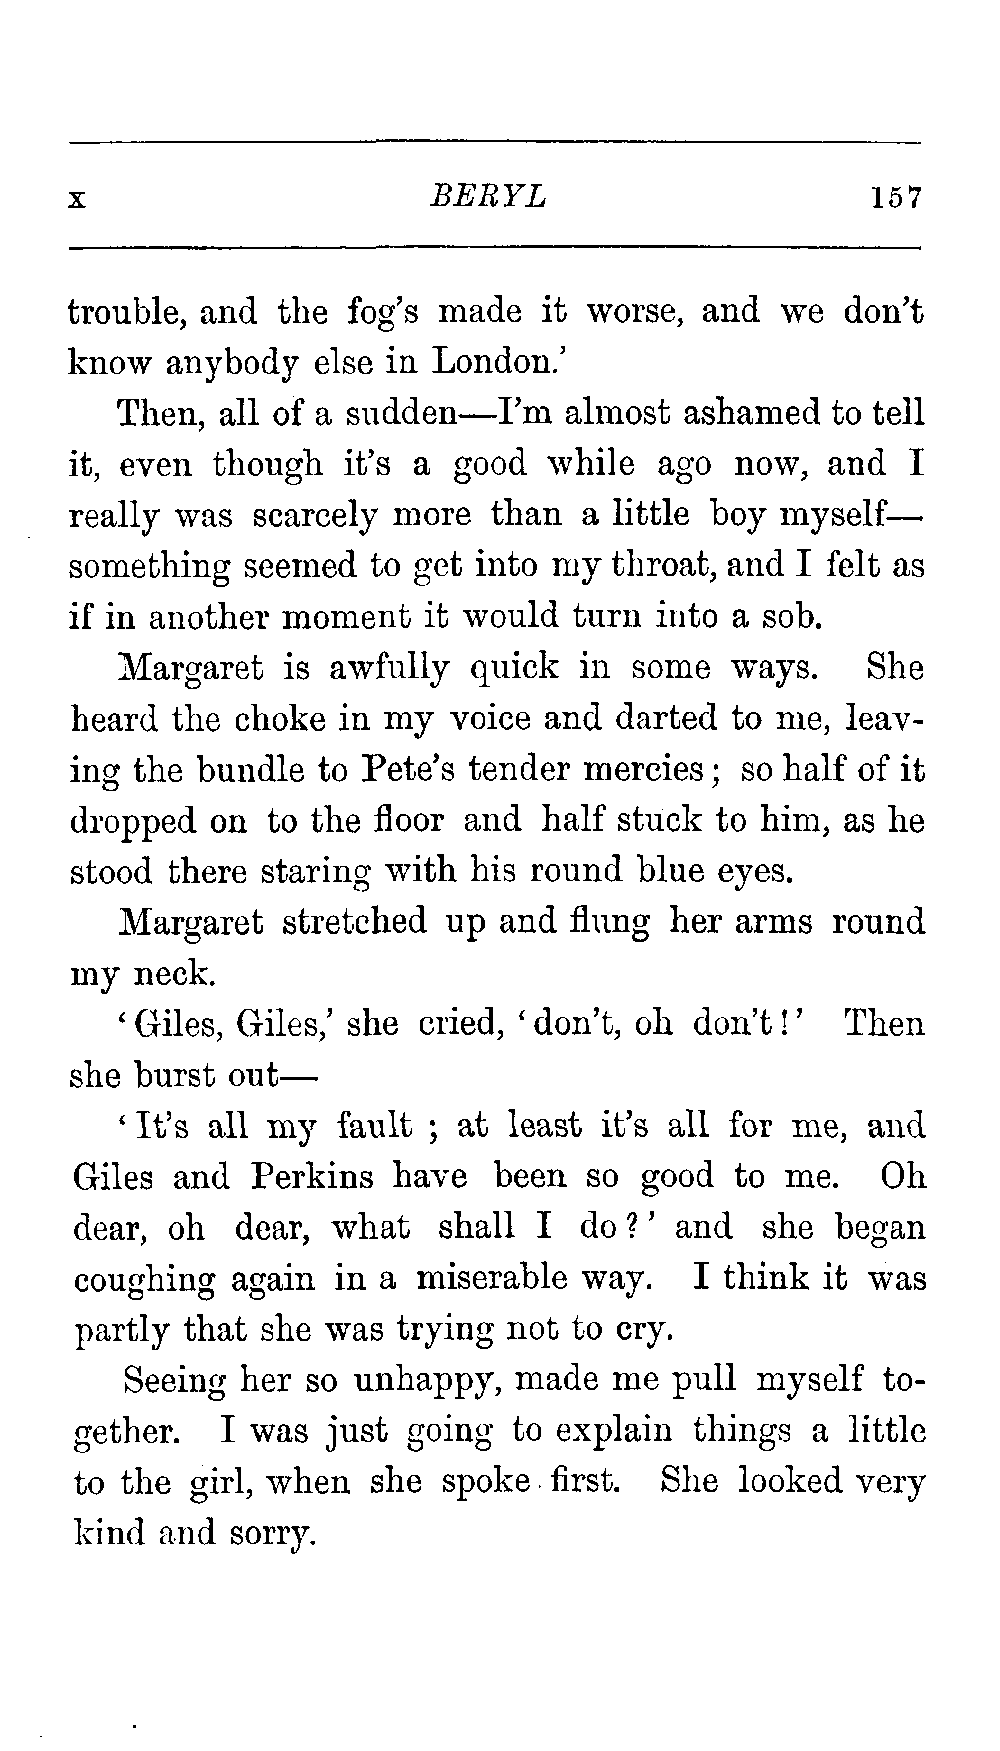 x BERYL 157
trouble, and the fog's made it worse, and we don't
know anybody else in London.'
Then, all of a sudden—I'm almost ashamed to tell
it, even though it's a good while ago now, and I
really was scarcely more than a little boy myself—
something seemed to get into my throat, and I felt as
if in another moment it would turn into a sob.
Margaret is awfully quick in some ways. She
heard the choke in my voice and darted to me, leav-
ing the bundle to Pete's tender mercies; so half of it
dropped on to the floor and half stuck to him, as he
stood there staring with his round blue eyes.
Margaret stretched up and flung her arms round
my neck.
'Giles, Giles,' she cried, 'don't, oh don't!' Then
she burst out—
'It's all my fault; at least it's all for me, and
Giles and Perkins have been so good to me. Oh
dear, oh dear, what shall I do?' and she began
coughing again in a miserable way. I think it was
partly that she was trying not to cry.
Seeing her so unhappy, made me pull myself to-
gether. I was just going to explain things a little
to the girl, when she spoke first. She looked very
kind and sorry.